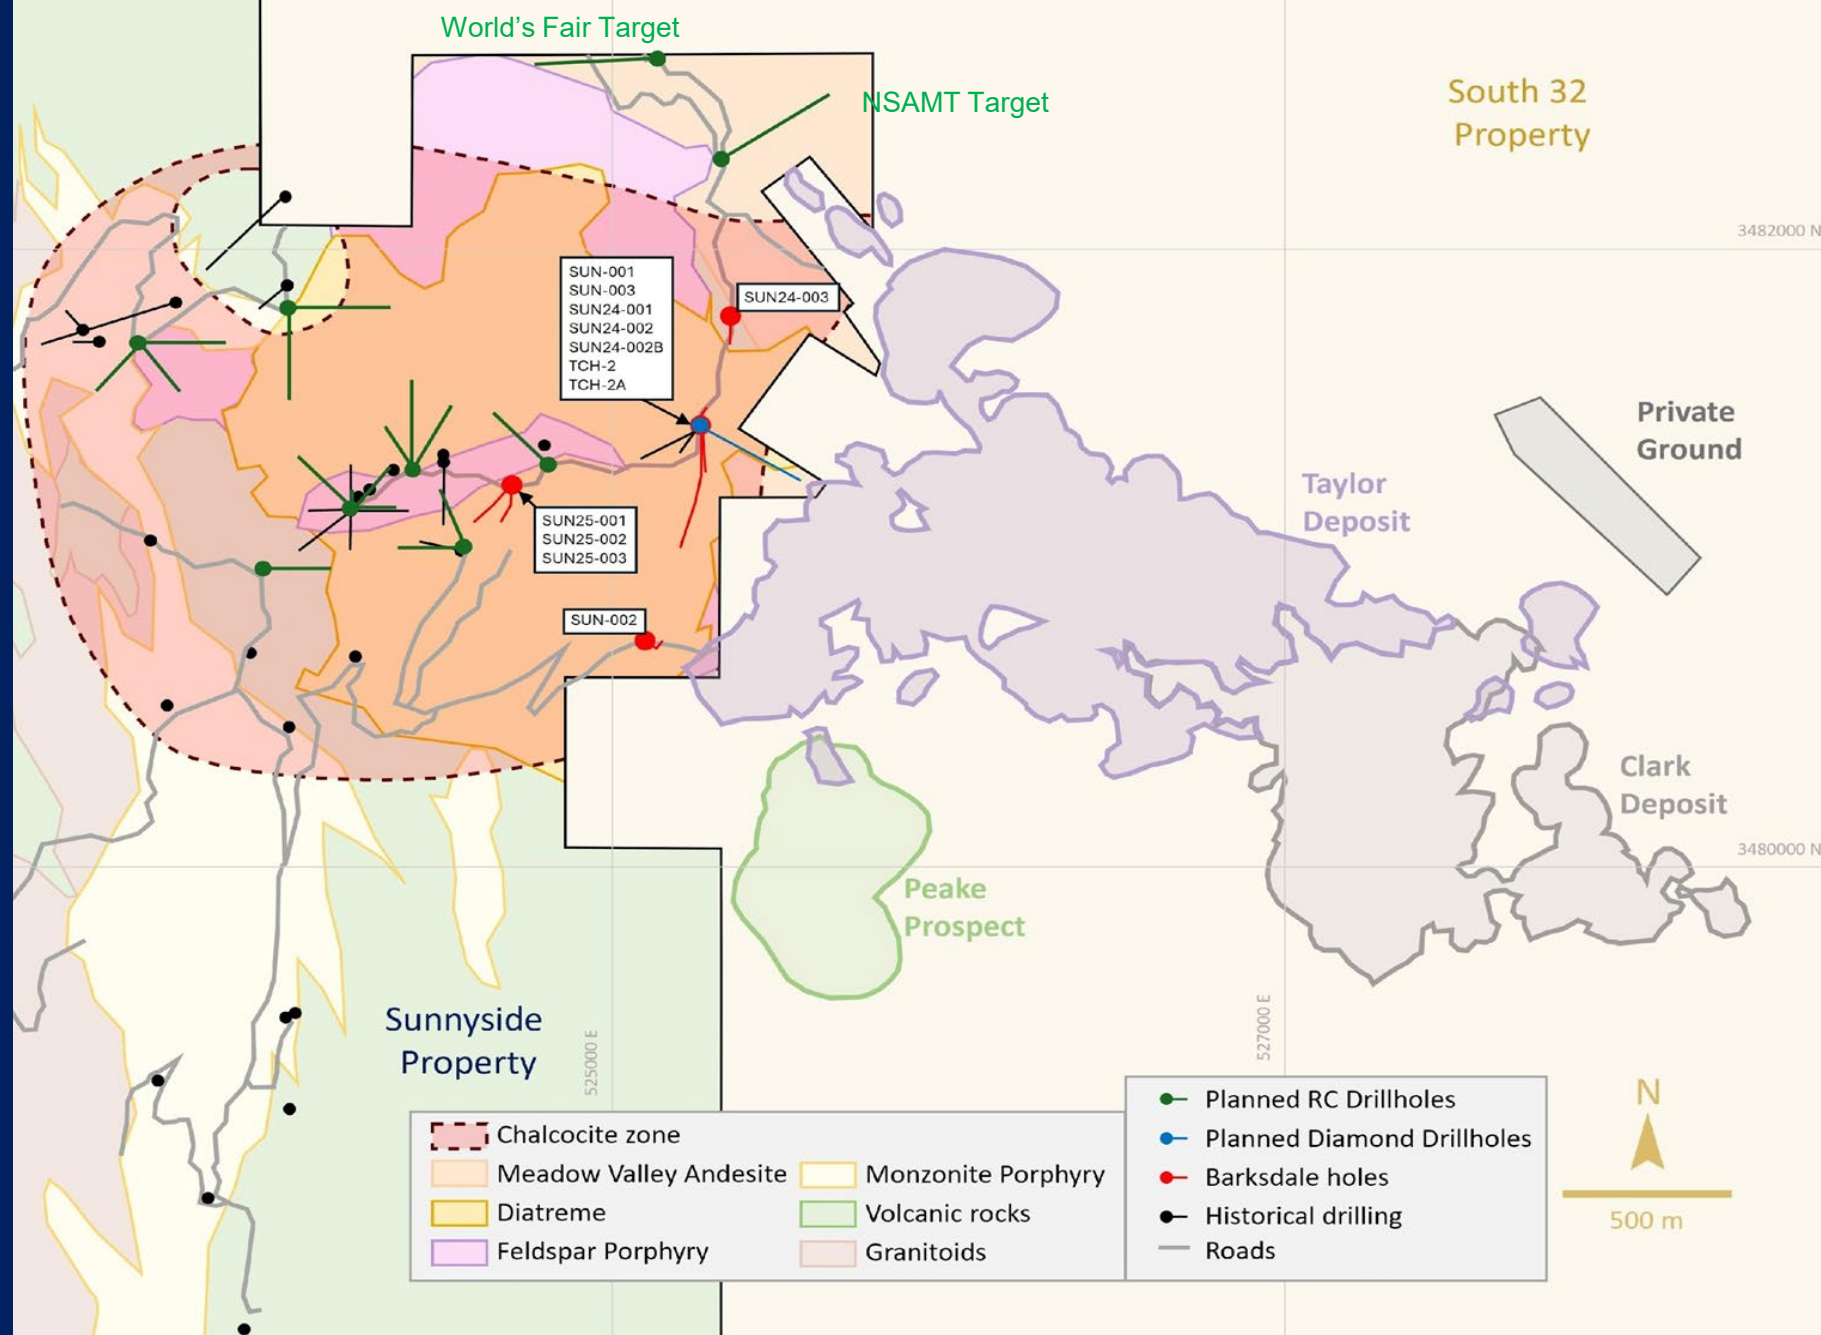 World’s Fair Target
NSAMT Target
South 32
Property
3482000 N
SUN-001
SUN-003
SUN24-001
SUN24-002
SUN24-002B
TCH-2
TCH-2A
SUN24-003
Private
Ground
Taylor
Deposit
SUN25-001
SUN25-002
SUN25-003
SUN-002
Clark
Deposit
3480000 N
Peake
Prospect
Sunnyside
Property
525000 E
527000 E
N
500 m
Chalcocite zone
Meadow Valley Andesite
Diatreme
Feldspar Porphyry
Monzonite Porphyry
Volcanic rocks
Granitoids
Planned RC Drillholes
Planned Diamond Drillholes
Barksdale holes
Historical drilling
Roads